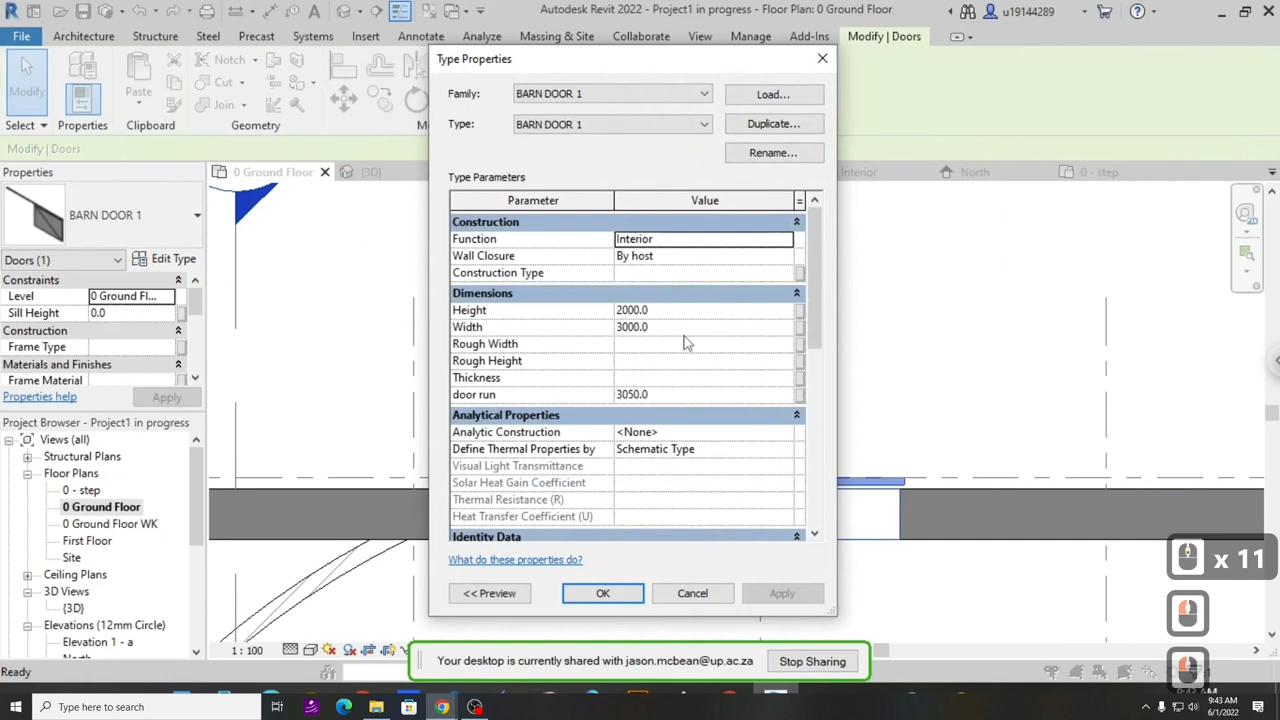 Autodesk Revit 2022 - Project1 in progress - Floor Plan: 0 Ground Floor
u19144289
File Architecture Structure Steel Precast Systems Insert Annotate Analyze Massing & Site Collaborate View Manage Add-Ins Modify | Doors
Modify
Paste
Notch
Cut
Join
Select Properties Clipboard Geometry
Modify | Doors
Properties
0 Ground Floor
{3D}
Interior
North
0 - step
BARN DOOR 1
Doors (1)
Edit Type
Constraints
Level 0 Ground Fl...
Sill Height 0.0
Construction
Frame Type
Materials and Finishes
Frame Material
Properties help
Apply
Project Browser - Project1 in progress
Views (all)
Structural Plans
Floor Plans
0 - step
0 Ground Floor
0 Ground Floor WK
First Floor
Site
Ceiling Plans
3D Views
{3D}
Elevations (12mm Circle)
Elevation 1 - a
Type Properties
Family: BARN DOOR 1 Load...
Type: BARN DOOR 1 Duplicate...
Rename...
Type Parameters
Parameter Value =
Construction
Function Interior
Wall Closure By host
Construction Type
Dimensions
Height 2000.0
Width 3000.0
Rough Width
Rough Height
Thickness
door run 3050.0
Analytical Properties
Analytic Construction <None>
Define Thermal Properties by Schematic Type
Visual Light Transmittance
Solar Heat Gain Coefficient
Thermal Resistance (R)
Heat Transfer Coefficient (U)
Identity Data
What do these properties do?
<< Preview OK Cancel Apply
x 11
1 : 100
Your desktop is currently shared with jason.mcbean@up.ac.za Stop Sharing
Ready
Type here to search
9:43 AM
6/1/2022